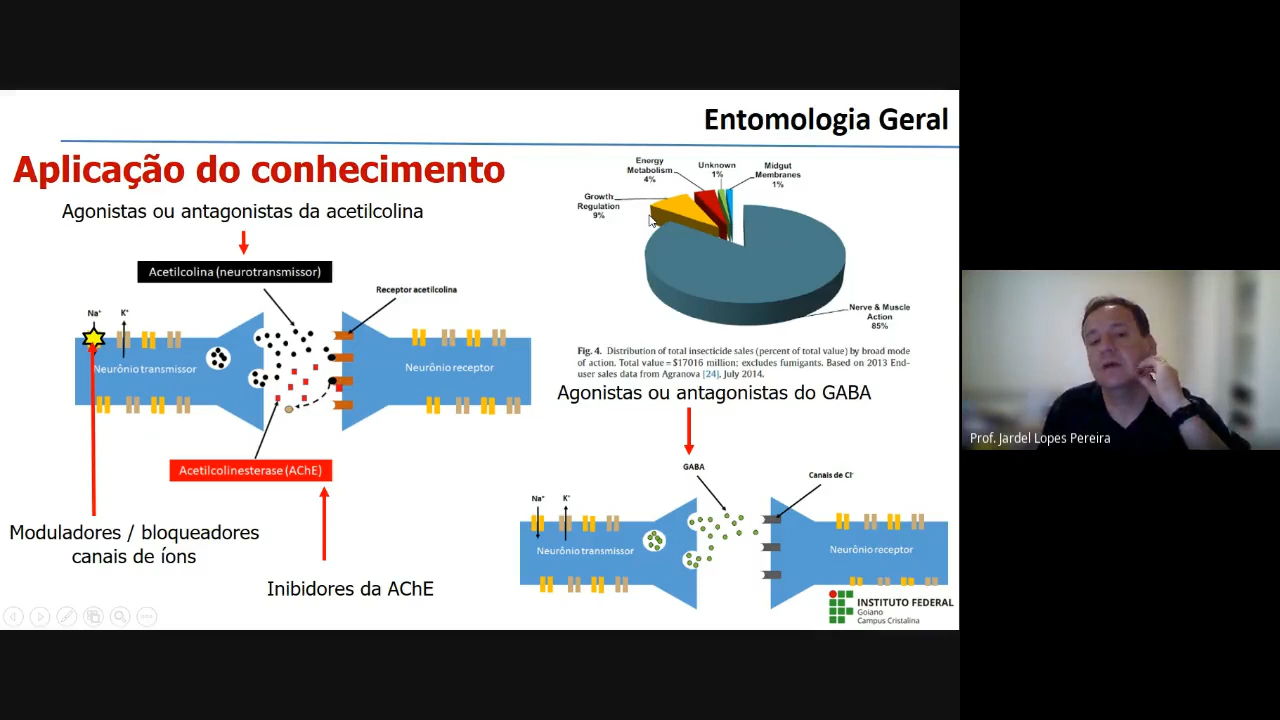 Entomologia Geral
Aplicação do conhecimento
Agonistas ou antagonistas da acetilcolina
Acetilcolina (neurotransmissor)
Receptor acetilcolina
Na⁺
K⁺
Neurônio transmissor
Neurônio receptor
Acetilcolinesterase (AChE)
Moduladores / bloqueadores
canais de íons
Inibidores da AChE
Energy
Metabolism
4%
Unknown
1%
Midgut
Membranes
1%
Growth
Regulation
9%
Nerve & Muscle
Action
85%
Fig. 4. Distribution of total insecticide sales (percent of total value) by broad mode
of action. Total value = $17016 million; excludes fumigants. Based on 2013 End-
user sales data from Agranova [24]. July 2014.
Agonistas ou antagonistas do GABA
GABA
Canais de Cl⁻
Na⁺
K⁺
Neurônio transmissor
Neurônio receptor
INSTITUTO FEDERAL
Goiano
Campus Cristalina
Prof. Jardel Lopes Pereira